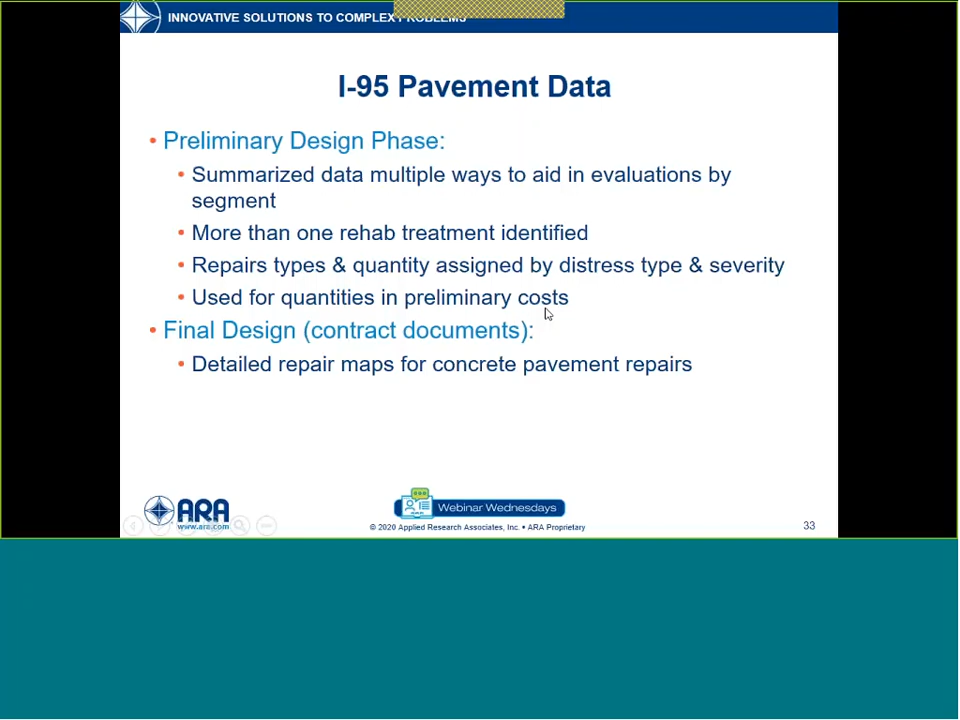 INNOVATIVE SOLUTIONS TO COMPLEX PROBLEMS
I-95 Pavement Data
• Preliminary Design Phase:
• Summarized data multiple ways to aid in evaluations by
segment
• More than one rehab treatment identified
• Repairs types & quantity assigned by distress type & severity
• Used for quantities in preliminary costs
• Final Design (contract documents):
• Detailed repair maps for concrete pavement repairs
ARA
www.ara.com
Webinar Wednesdays
© 2020 Applied Research Associates, Inc. • ARA Proprietary
33